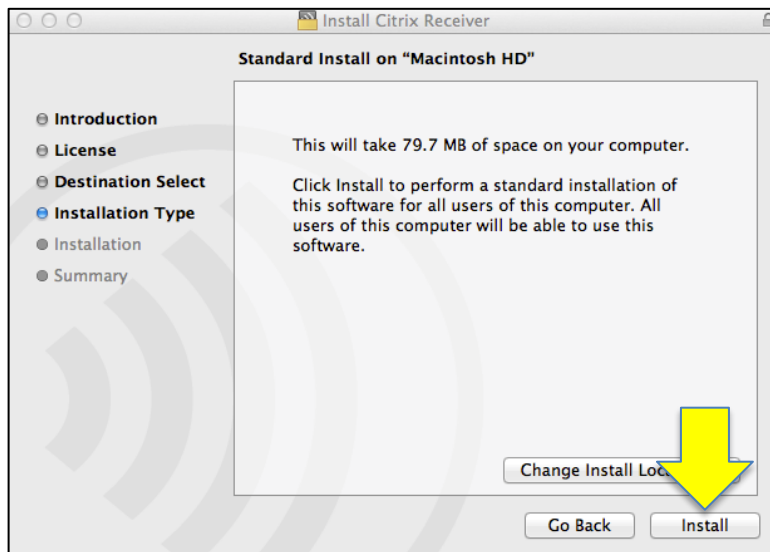 Install Citrix Receiver
Standard Install on “Macintosh HD”
Introduction
License
Destination Select
Installation Type
Installation
Summary
This will take 79.7 MB of space on your computer.
Click Install to perform a standard installation of
this software for all users of this computer. All
users of this computer will be able to use this
software.
Change Install
Go Back
Install